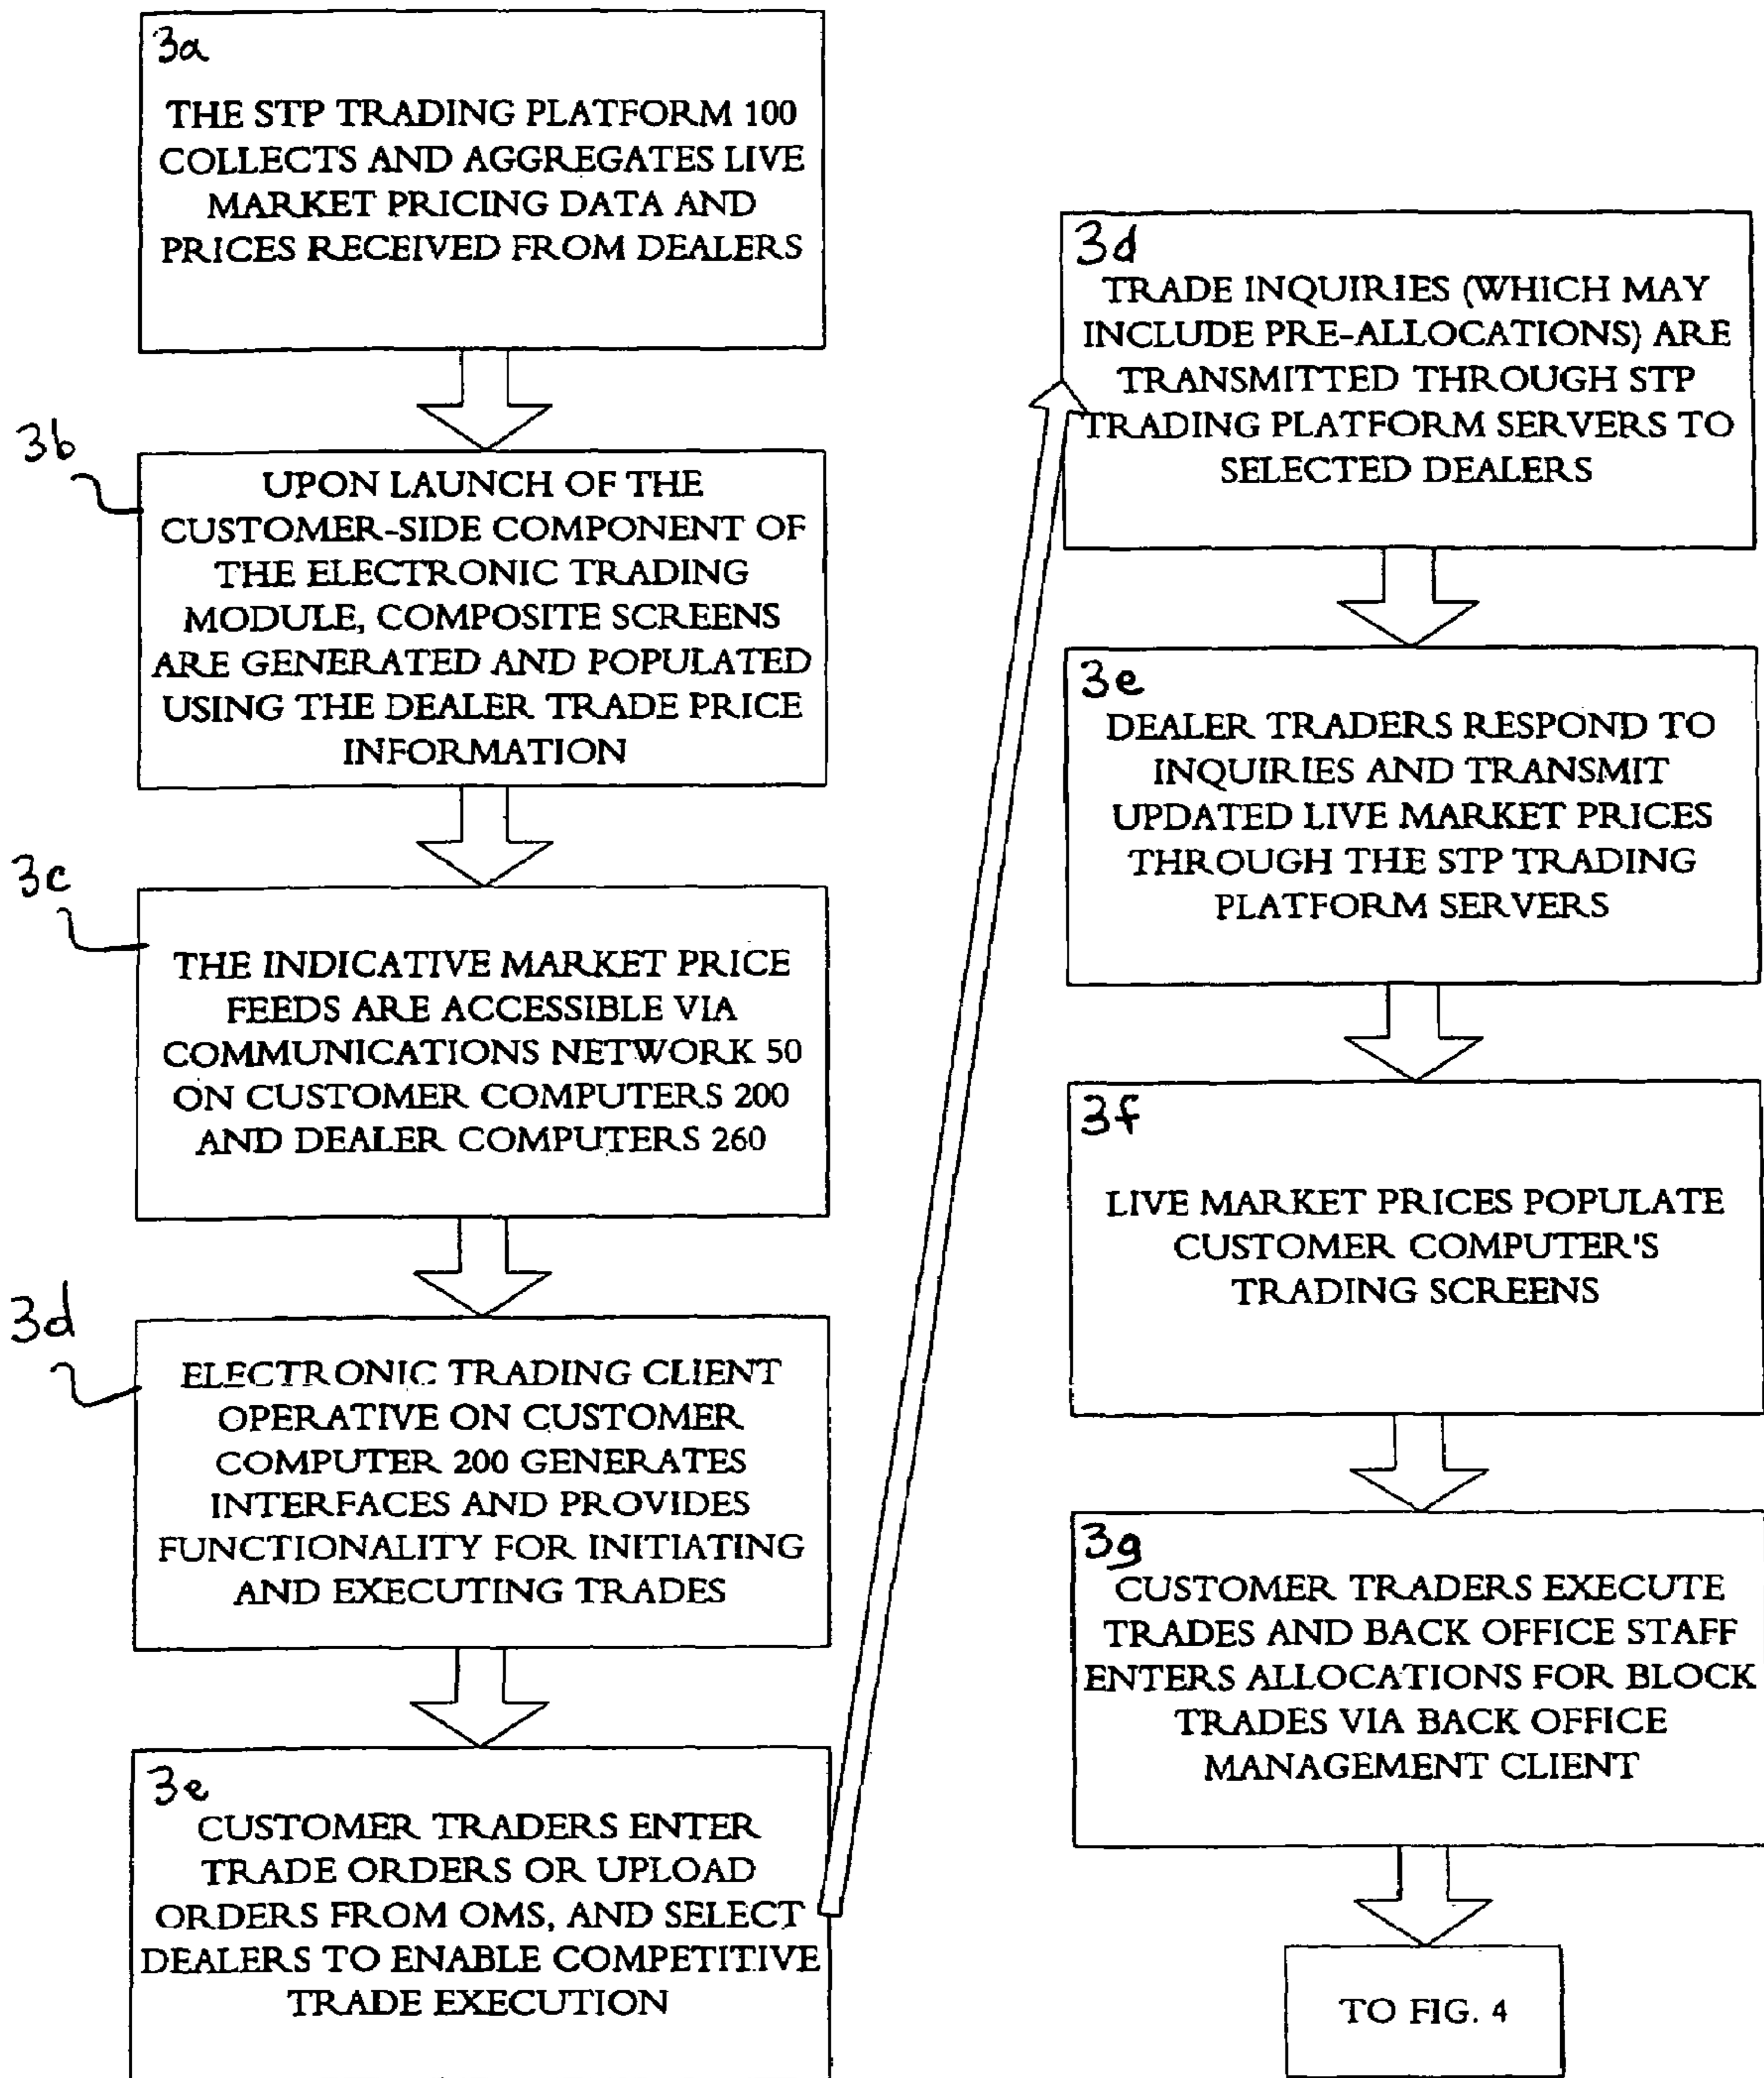 3a
THE STP TRADING PLATFORM 100
COLLECTS AND AGGREGATES LIVE
MARKET PRICING DATA AND
PRICES RECEIVED FROM DEALERS
3b
UPON LAUNCH OF THE
CUSTOMER-SIDE COMPONENT OF
THE ELECTRONIC TRADING
MODULE, COMPOSITE SCREENS
ARE GENERATED AND POPULATED
USING THE DEALER TRADE PRICE
INFORMATION
3c
THE INDICATIVE MARKET PRICE
FEEDS ARE ACCESSIBLE VIA
COMMUNICATIONS NETWORK 50
ON CUSTOMER COMPUTERS 200
AND DEALER COMPUTERS 260
3d
ELECTRONIC TRADING CLIENT
OPERATIVE ON CUSTOMER
COMPUTER 200 GENERATES
INTERFACES AND PROVIDES
FUNCTIONALITY FOR INITIATING
AND EXECUTING TRADES
3e
CUSTOMER TRADERS ENTER
TRADE ORDERS OR UPLOAD
ORDERS FROM OMS, AND SELECT
DEALERS TO ENABLE COMPETITIVE
TRADE EXECUTION
3d
TRADE INQUIRIES (WHICH MAY
INCLUDE PRE-ALLOCATIONS) ARE
TRANSMITTED THROUGH STP
TRADING PLATFORM SERVERS TO
SELECTED DEALERS
3e
DEALER TRADERS RESPOND TO
INQUIRIES AND TRANSMIT
UPDATED LIVE MARKET PRICES
THROUGH THE STP TRADING
PLATFORM SERVERS
3f
LIVE MARKET PRICES POPULATE
CUSTOMER COMPUTER'S
TRADING SCREENS
3g
CUSTOMER TRADERS EXECUTE
TRADES AND BACK OFFICE STAFF
ENTERS ALLOCATIONS FOR BLOCK
TRADES VIA BACK OFFICE
MANAGEMENT CLIENT
TO FIG. 4